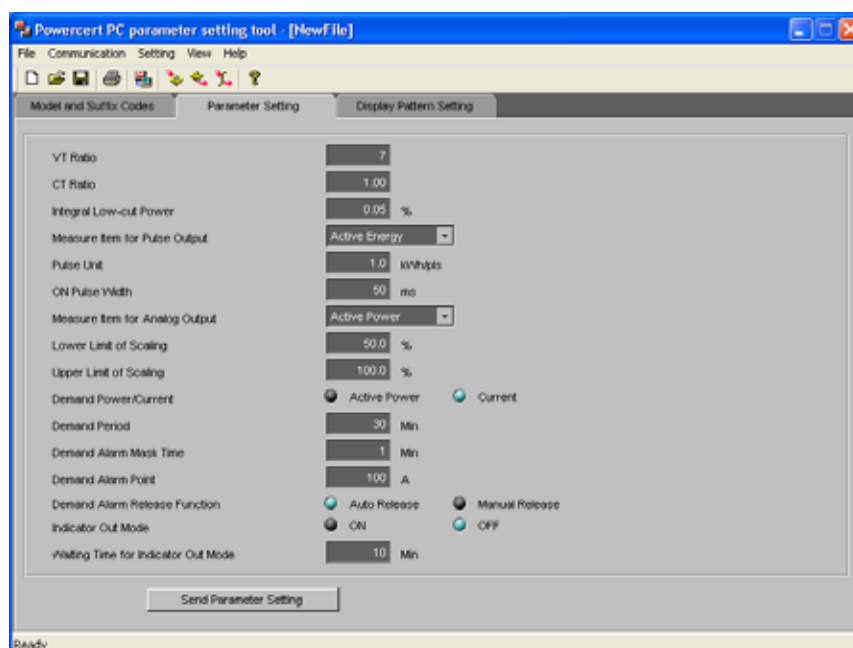 Powercert PC parameter setting tool - [NewFile]
File Communication Setting View Help
Model and Suffix Codes Parameter Setting Display Pattern Setting
VT Ratio 7
CT Ratio 1.00
Integral Low-cut Power 0.05 %
Measure Item for Pulse Output Active Energy
Pulse Unit 1.0 kWh/pls
ON Pulse Width 50 ms
Measure Item for Analog Output Active Power
Lower Limit of Scaling 50.0 %
Upper Limit of Scaling 100.0 %
Demand Power/Current Active Power Current
Demand Period 30 Min
Demand Alarm Mask Time 1 Min
Demand Alarm Point 100 A
Demand Alarm Release Function Auto Release Manual Release
Indicator Out Mode ON OFF
Waiting Time for Indicator Out Mode 10 Min
Send Parameter Setting
Ready